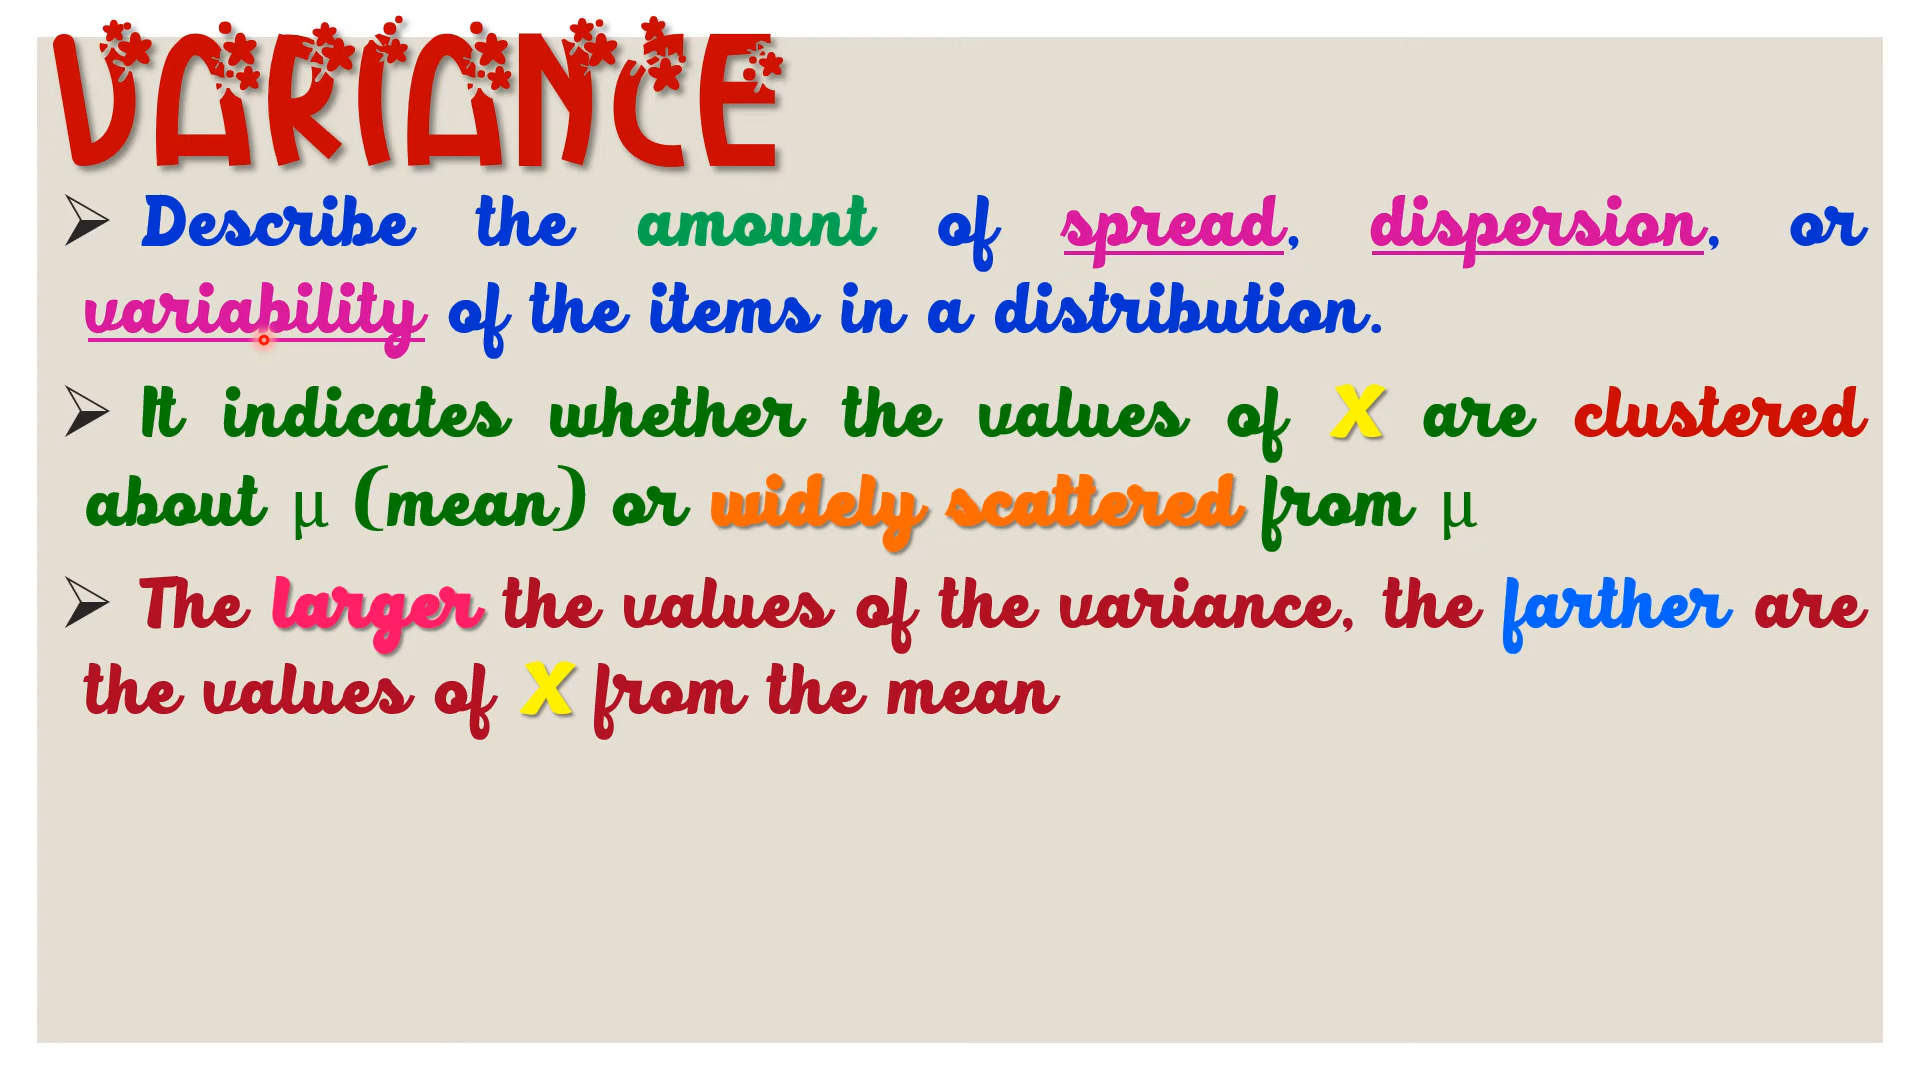 VARIANCE
➢ Describe the amount of spread, dispersion, or
variability of the items in a distribution.
➢ It indicates whether the values of X are clustered
about μ (mean) or widely scattered from μ
➢ The larger the values of the variance, the farther are
the values of X from the mean